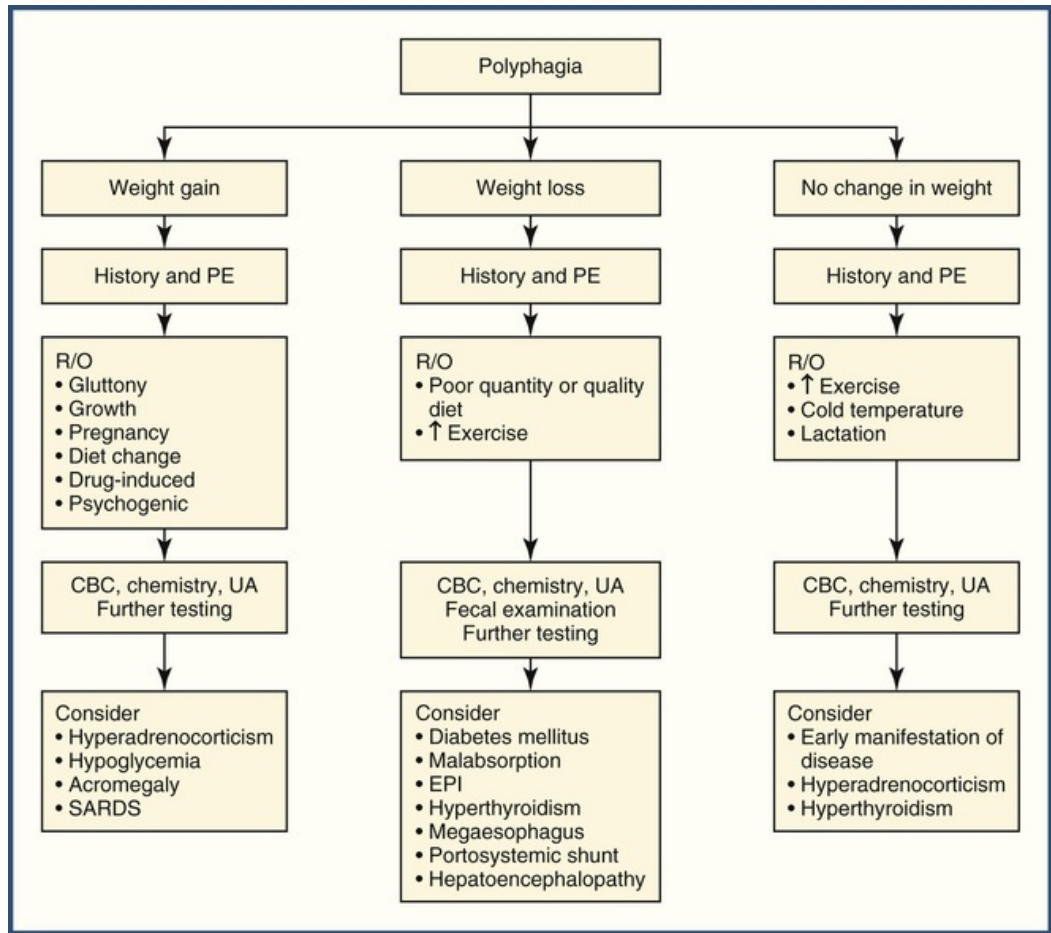 Polyphagia
Weight gain
History and PE
R/O
• Gluttony
• Growth
• Pregnancy
• Diet change
• Drug-induced
• Psychogenic
CBC, chemistry, UA
Further testing
Consider
• Hyperadrenocorticism
• Hypoglycemia
• Acromegaly
• SARDS
Weight loss
History and PE
R/O
• Poor quantity or quality
diet
• ↑ Exercise
CBC, chemistry, UA
Fecal examination
Further testing
Consider
• Diabetes mellitus
• Malabsorption
• EPI
• Hyperthyroidism
• Megaesophagus
• Portosystemic shunt
• Hepatoencephalopathy
No change in weight
History and PE
R/O
• ↑ Exercise
• Cold temperature
• Lactation
CBC, chemistry, UA
Further testing
Consider
• Early manifestation of
disease
• Hyperadrenocorticism
• Hyperthyroidism